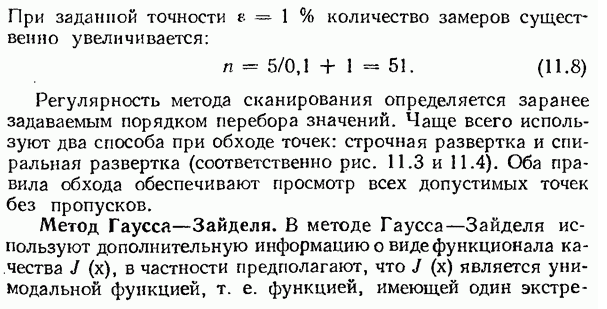 При заданной точности ε = 1 % количество замеров сущест-
венно увеличивается:
n = 5/0,1 + 1 = 51. (11.8)
Регулярность метода сканирования определяется заранее
задаваемым порядком перебора значений. Чаще всего исполь-
зуют два способа при обходе точек: строчная развертка и спи-
ральная развертка (соответственно рис. 11.3 и 11.4). Оба пра-
вила обхода обеспечивают просмотр всех допустимых точек
без пропусков.
Метод Гаусса—Зайделя. В методе Гаусса—Зайделя ис-
пользуют дополнительную информацию о виде функционала ка-
чества J (x), в частности предполагают, что J (x) является уни-
модальной функцией, т. е. функцией, имеющей один экстре-